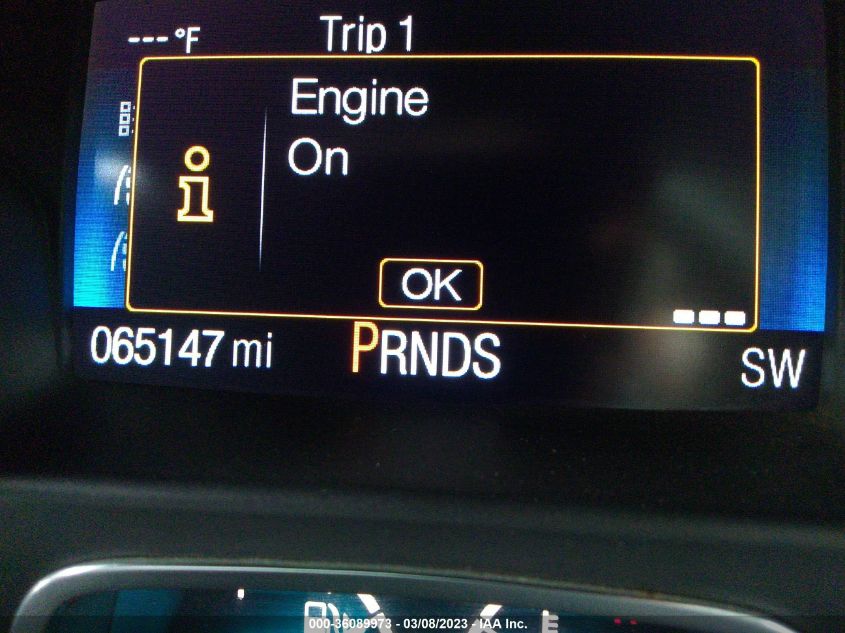 --- °F Trip 1
Engine
On
OK
065147 mi PRNDS SW
000-36089973 - 03/08/2023 - IAA Inc.
E